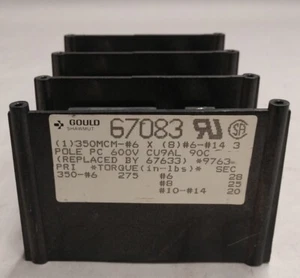 GOULD 67083
SHAWMUT
(1)350MCM-#6 X (8)#6-#14 3
POLE PC 600V CU9AL 90C
(REPLACED BY 67633) *9763-
PRI *TORQUE(in-lbs)* SEC
350-#6 275 #6 28
#8 25
#10-#14 20